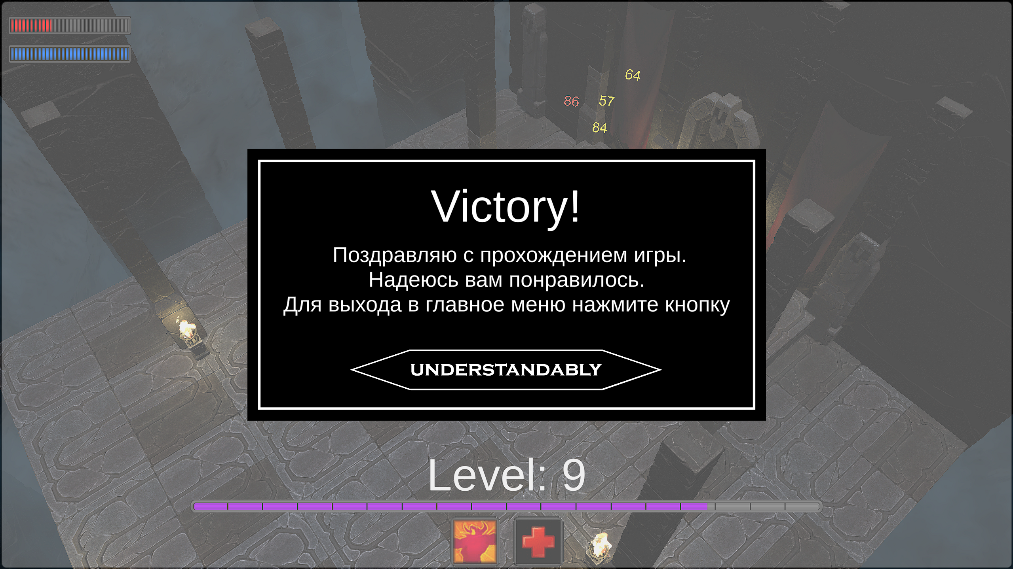 64
86 57
84
Victory!
Поздравляю с прохождением игры.
Надеюсь вам понравилось.
Для выхода в главное меню нажмите кнопку
UNDERSTANDABLY
Level: 9